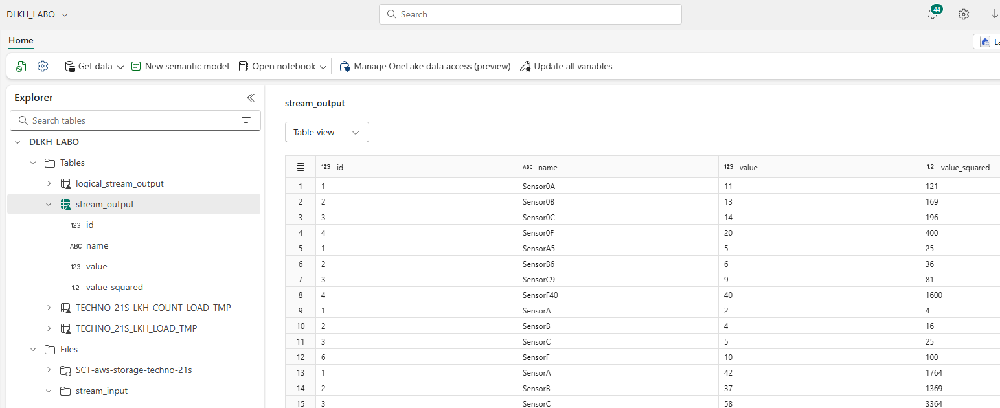 DLKH_LABO
Search
44
Home
La
Get data
New semantic model
Open notebook
Manage OneLake data access (preview)
Update all variables
Explorer
Search tables
DLKH_LABO
Tables
logical_stream_output
stream_output
123 id
ABC name
123 value
1.2 value_squared
TECHNO_21S_LKH_COUNT_LOAD_TMP
TECHNO_21S_LKH_LOAD_TMP
Files
SCT-aws-storage-techno-21s
stream_input
stream_output
Table view
123 id ABC name 123 value 1.2 value_squared
1 1 Sensor0A 11 121
2 2 Sensor0B 13 169
3 3 Sensor0C 14 196
4 4 Sensor0F 20 400
5 1 SensorA5 5 25
6 2 SensorB6 6 36
7 3 SensorC9 9 81
8 4 SensorF40 40 1600
9 1 SensorA 2 4
10 2 SensorB 4 16
11 3 SensorC 5 25
12 6 SensorF 10 100
13 1 SensorA 42 1764
14 2 SensorB 37 1369
15 3 SensorC 58 3364